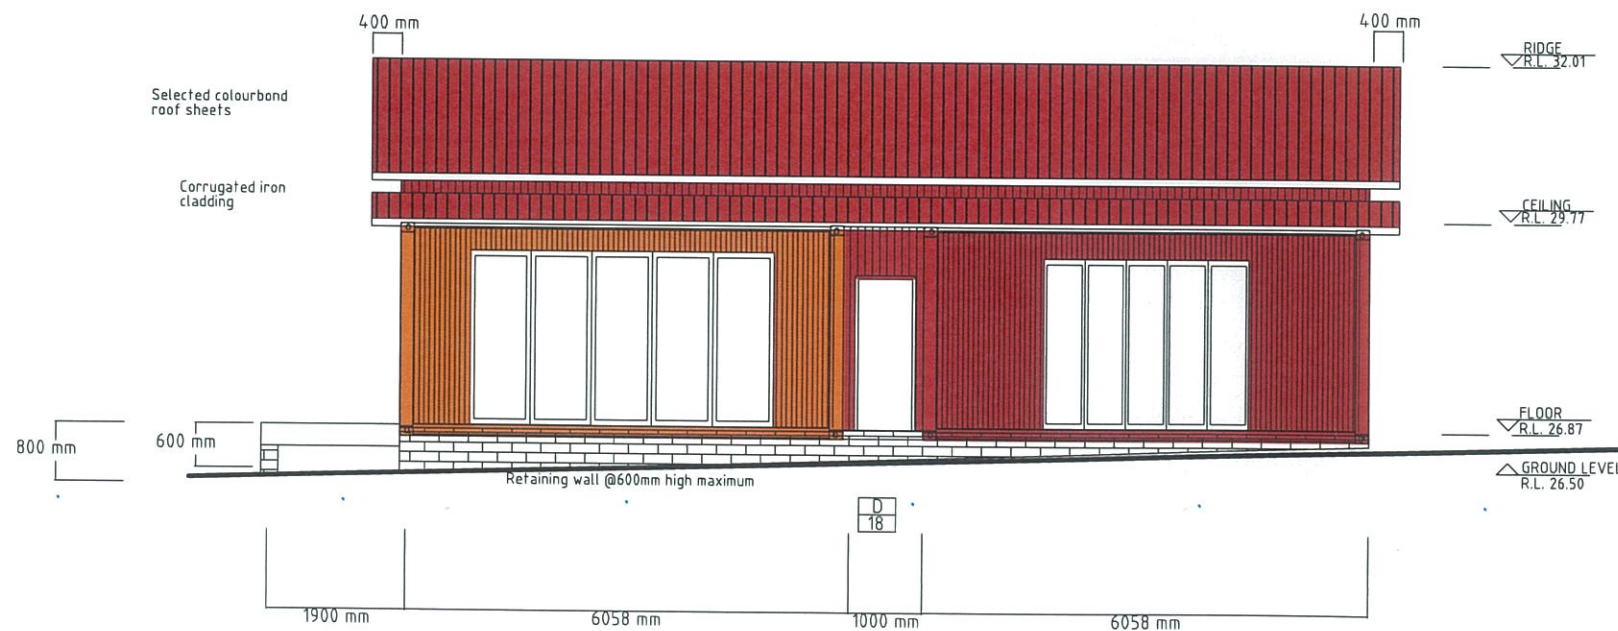 400 mm
400 mm
RIDGE
R.L. 32.01
Selected colourbond
roof sheets
Corrugated iron
cladding
CEILING
R.L. 29.77
FLOOR
R.L. 26.87
800 mm
600 mm
GROUND LEVEL
R.L. 26.50
Retaining wall @600mm high maximum
D
18
1900 mm
6058 mm
1000 mm
6058 mm